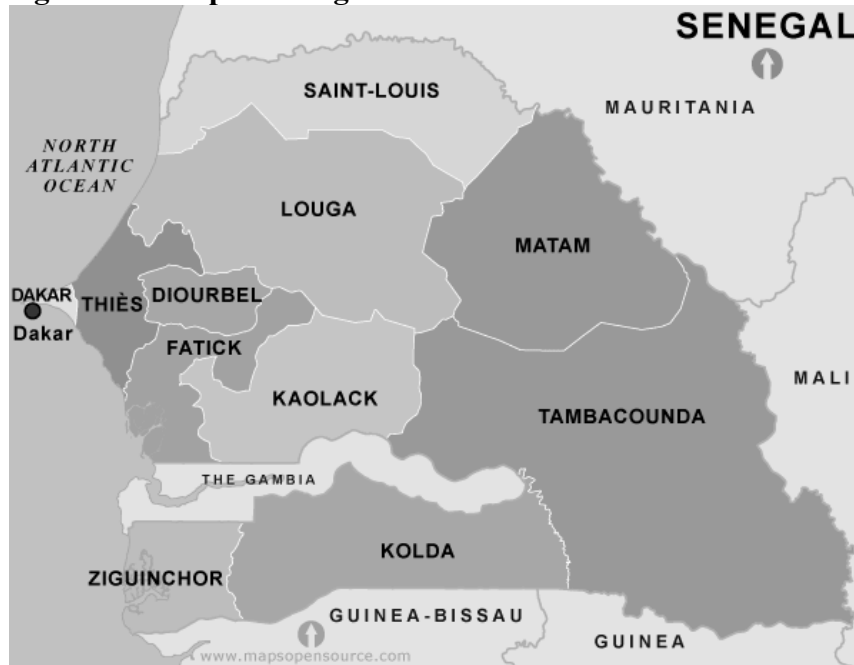 SENEGAL
SAINT-LOUIS
MAURITANIA
NORTH
ATLANTIC
OCEAN
LOUGA
MATAM
DAKAR
THIÈS
DIOURBEL
Dakar
FATICK
MALI
KAOLACK
TAMBACOUNDA
THE GAMBIA
KOLDA
ZIGUINCHOR
GUINEA-BISSAU
GUINEA
www.mapsopensource.com